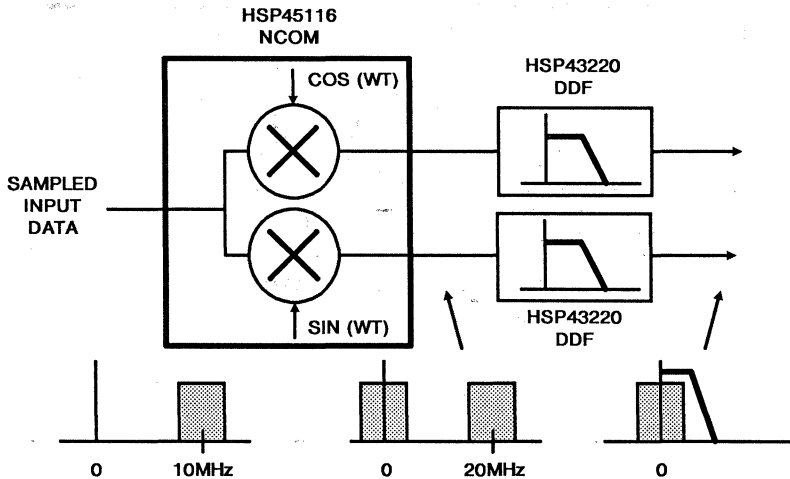 HSP45116
NCOM
COS (WT)
HSP43220
DDF
SAMPLED
INPUT
DATA
SIN (WT)
HSP43220
DDF
0
10MHz
0
20MHz
0